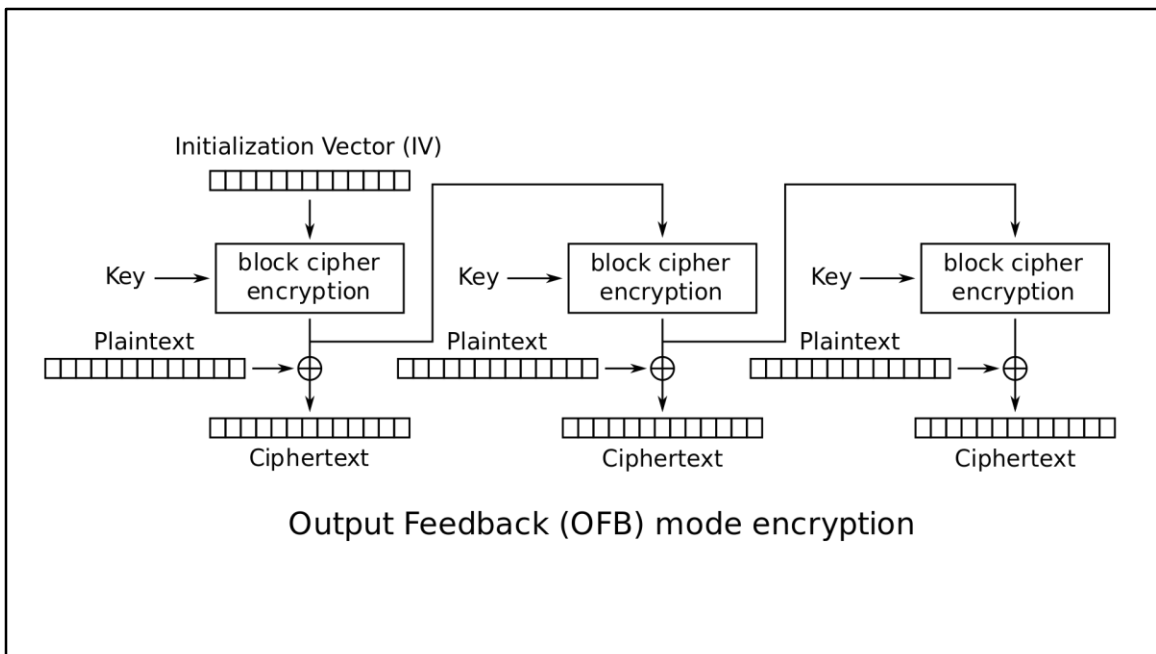 Initialization Vector (IV)
Key
block cipher
encryption
Plaintext
Ciphertext
Key
block cipher
encryption
Plaintext
Ciphertext
Key
block cipher
encryption
Plaintext
Ciphertext
Output Feedback (OFB) mode encryption